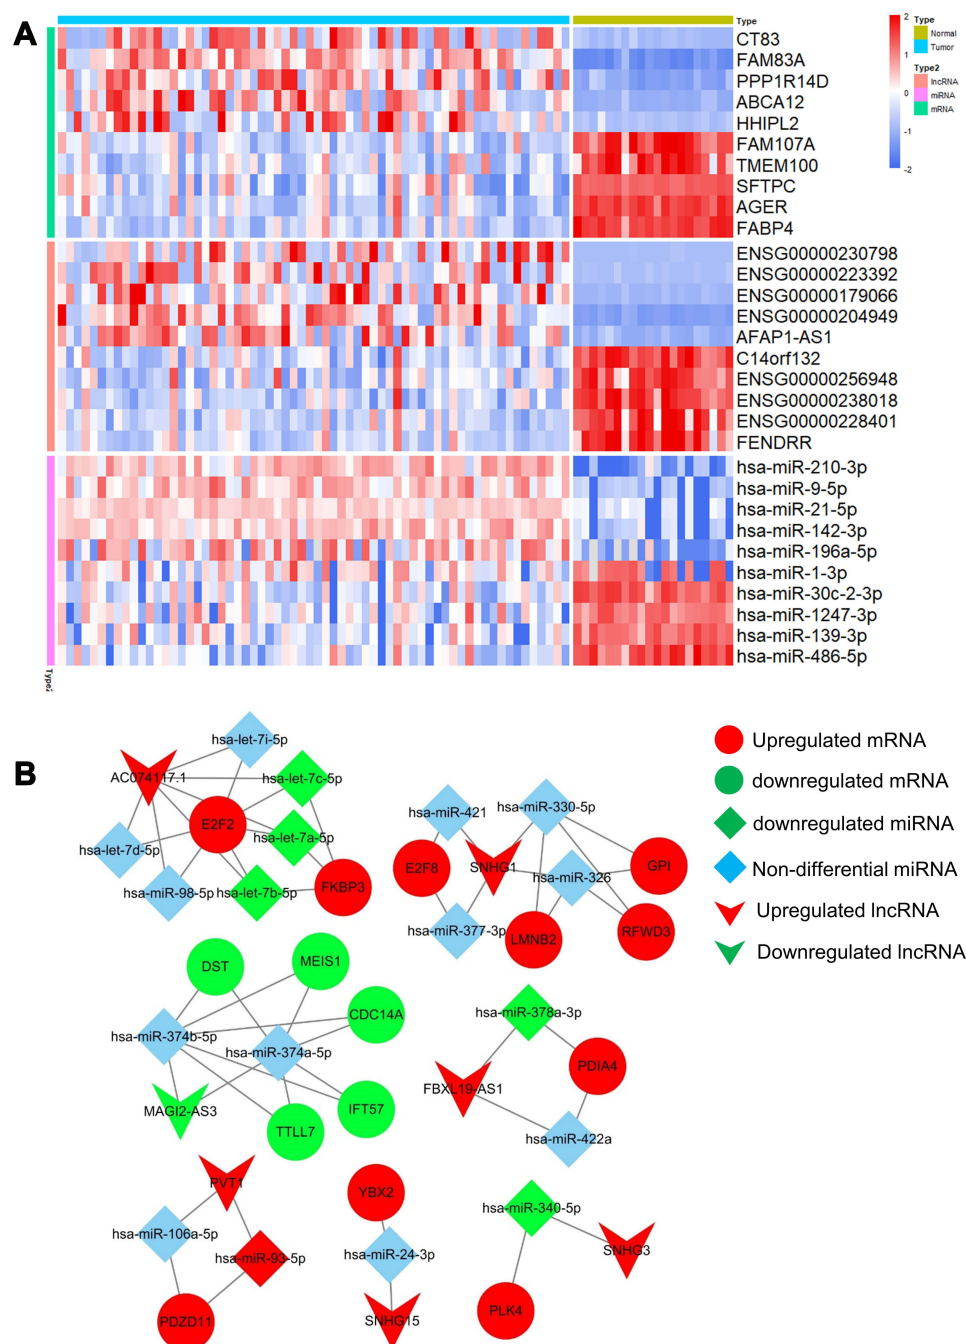 A
Type
CT83
FAM83A
PPP1R14D
ABCA12
HHIPL2
FAM107A
TMEM100
SFTPC
AGER
FABP4
ENSG00000230798
ENSG00000223392
ENSG00000179066
ENSG00000204949
AFAP1-AS1
C14orf132
ENSG00000256948
ENSG00000238018
ENSG00000228401
FENDRR
hsa-miR-210-3p
hsa-miR-9-5p
hsa-miR-21-5p
hsa-miR-142-3p
hsa-miR-196a-5p
hsa-miR-1-3p
hsa-miR-30c-2-3p
hsa-miR-1247-3p
hsa-miR-139-3p
hsa-miR-486-5p
2
1
0
-1
-2
Type
Normal
Tumor
Type2
lncRNA
miRNA
mRNA
Type2
B
hsa-let-7i-5p
AC074117.1
hsa-let-7c-5p
E2F2
hsa-let-7a-5p
hsa-let-7d-5p
hsa-miR-98-5p
hsa-let-7b-5p
FKBP3
hsa-miR-421
hsa-miR-330-5p
E2F8
SNHG1
hsa-miR-326
GPI
hsa-miR-377-3p
LMNB2
RFWD3
Upregulated mRNA
downregulated mRNA
downregulated miRNA
Non-differential miRNA
Upregulated lncRNA
Downregulated lncRNA
DST
MEIS1
CDC14A
hsa-miR-374b-5p
hsa-miR-374a-5p
MAGI2-AS3
IFT57
TTLL7
hsa-miR-378a-3p
PDIA4
FBXL19-AS1
hsa-miR-422a
PVT1
hsa-miR-106a-5p
hsa-miR-93-5p
PDZD11
YBX2
hsa-miR-24-3p
SNHG15
hsa-miR-340-5p
SNHG3
PLK4